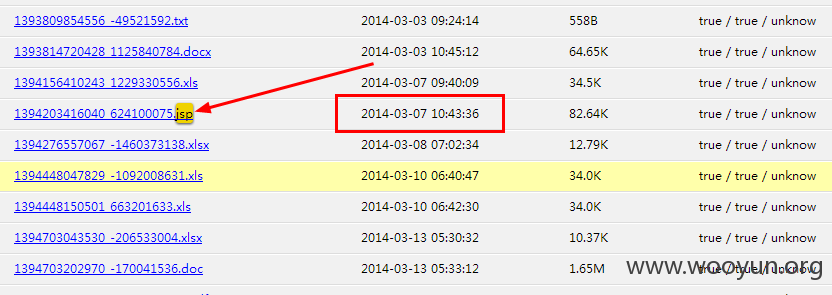 1393809854556_-49521592.txt 2014-03-03 09:24:14 558B true / true / unknow
1393814720428_1125840784.docx 2014-03-03 10:45:12 64.65K true / true / unknow
1394156410243_1229330556.xls 2014-03-07 09:40:09 34.5K true / true / unknow
1394203416040_624100075.jsp 2014-03-07 10:43:36 82.64K true / true / unknow
1394276557067_-1460373138.xlsx 2014-03-08 07:02:34 12.79K true / true / unknow
1394448047829_-1092008631.xls 2014-03-10 06:40:47 34.0K true / true / unknow
1394448150501_663201633.xls 2014-03-10 06:42:30 34.0K true / true / unknow
1394703043530_-206533004.xlsx 2014-03-13 05:30:32 10.37K true / true / unknow
1394703202970_-170041536.doc 2014-03-13 05:33:12 1.65M true / true / unknow
www.wooyun.org